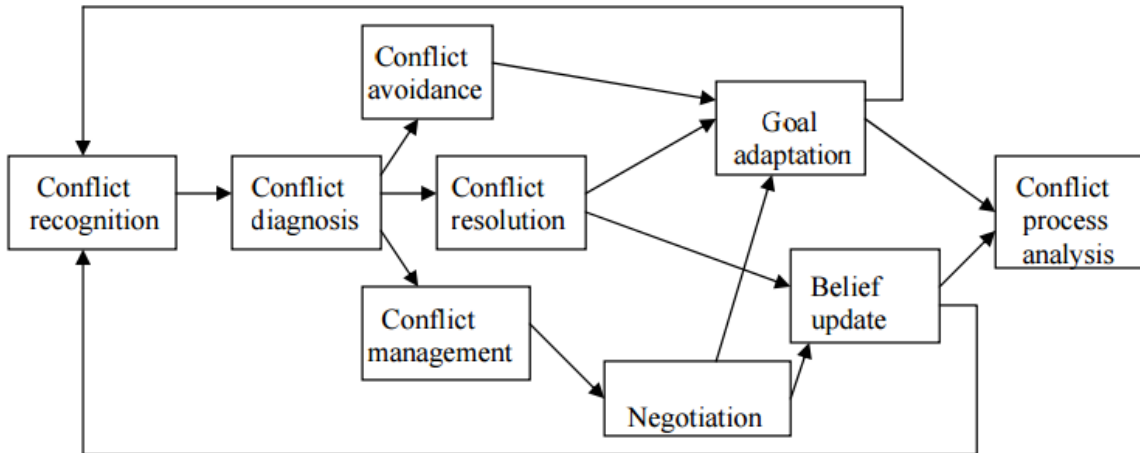 Conflict
avoidance
Goal
adaptation
Conflict
recognition
Conflict
diagnosis
Conflict
resolution
Conflict
process
analysis
Conflict
management
Belief
update
Negotiation